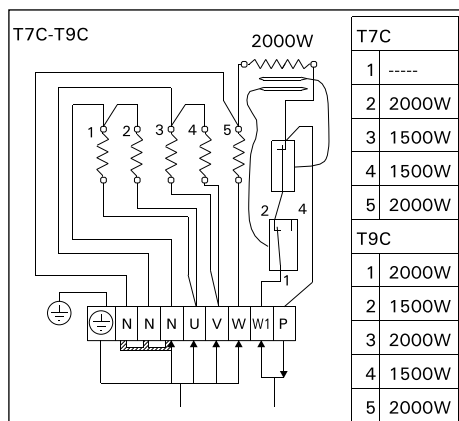 T7C-T9C
2000W
1 2 3 4 5
2 4
1
N N N U V W W1 P
T7C
1 -----
2 2000W
3 1500W
4 1500W
5 2000W
T9C
1 2000W
2 1500W
3 2000W
4 1500W
5 2000W